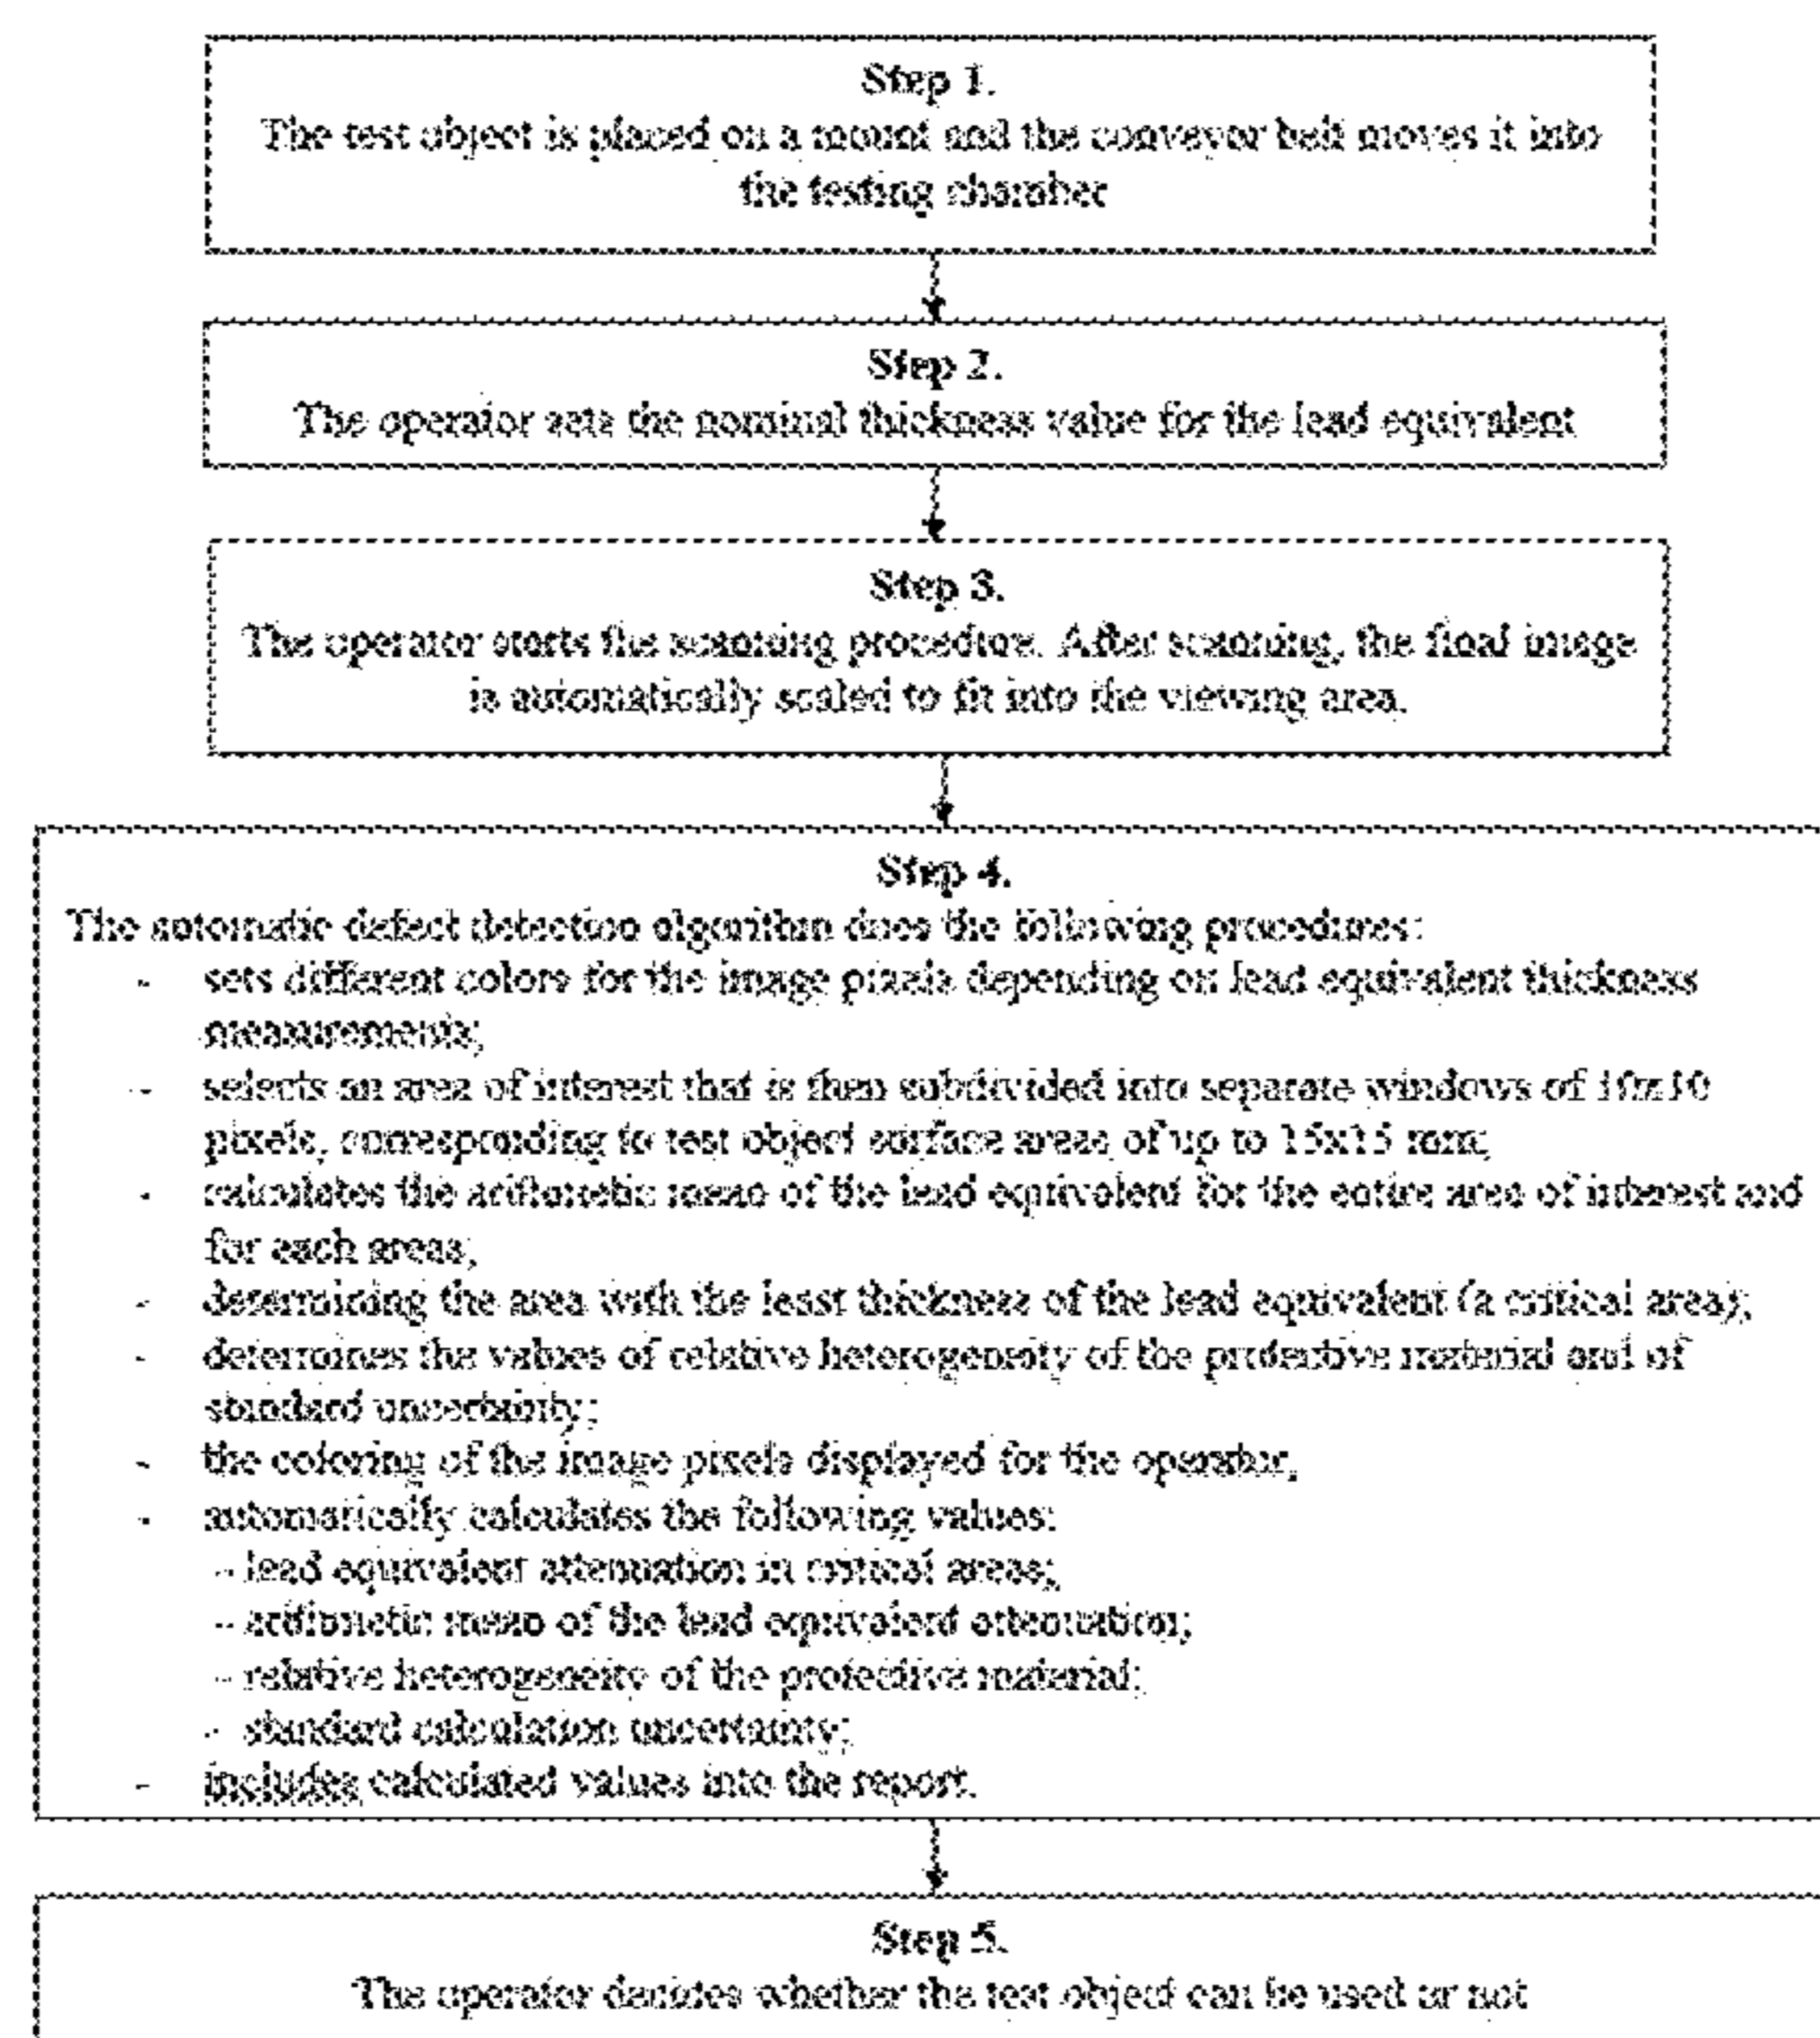 Step 1.
The test object is placed on a mount and the conveyor belt moves it into
the testing chamber
Step 2.
The operator sets the nominal thickness value for the lead equivalent
Step 3.
The operator starts the scanning procedure. After scanning, the final image
is automatically scaled to fit into the viewing area.
Step 4.
The automatic defect detection algorithm does the following procedures:
- sets different colors for the image pixels depending on lead equivalent thickness
measurements;
- selects an area of interest that is then subdivided into separate windows of 10x10
pixels, corresponding to test object surface areas of up to 15x15 mm;
- calculates the arithmetic mean of the lead equivalent for the entire area of interest and
for each areas;
- determining the area with the least thickness of the lead equivalent (a critical area);
- determines the values of relative heterogeneity of the protective material and of
standard uncertainty;
- the coloring of the image pixels displayed for the operator;
- automatically calculates the following values:
- lead equivalent attenuation in critical areas;
- arithmetic mean of the lead equivalent attenuation;
- relative heterogeneity of the protective material;
- standard calculation uncertainty;
- includes calculated values into the report.
Step 5.
The operator decides whether the test object can be used or not